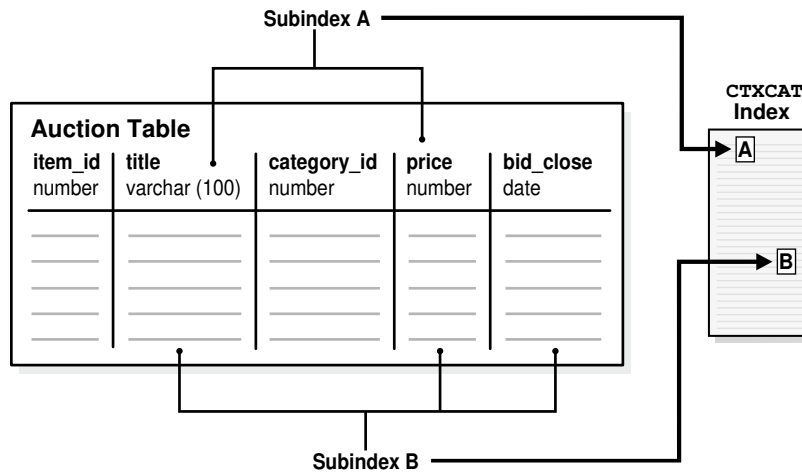 Subindex A
CTXCAT
Index
Auction Table
item_id title category_id price bid_close
number varchar (100) number number date
A
B
Subindex B